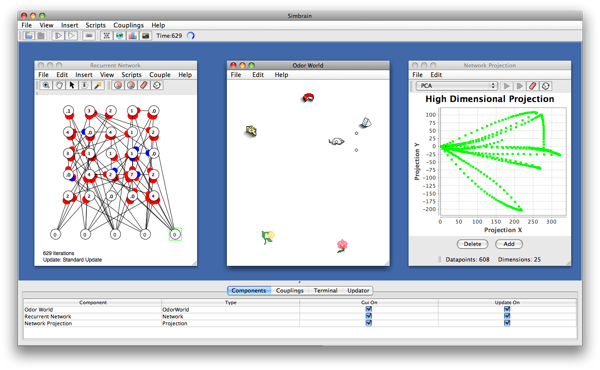 Simbrain
File View Insert Scripts Couplings Help
Time:629
Recurrent Network
File Edit Insert View Scripts Couple Help
629 iterations
Update: Standard Update
Odor World
File Edit Help
Network Projection
File Edit Help
PCA
High Dimensional Projection
Projection Y
100
75
50
25
0
-25
-50
-75
-100
-125
-150
-175
-200
0 50 100 150 200 250 300
Projection X
Delete Add
Datapoints: 608 Dimensions: 25
Components Couplings Terminal Updator
Component Type Gui On Update On
Odor World OdorWorld
Recurrent Network Network
Network Projection Projection